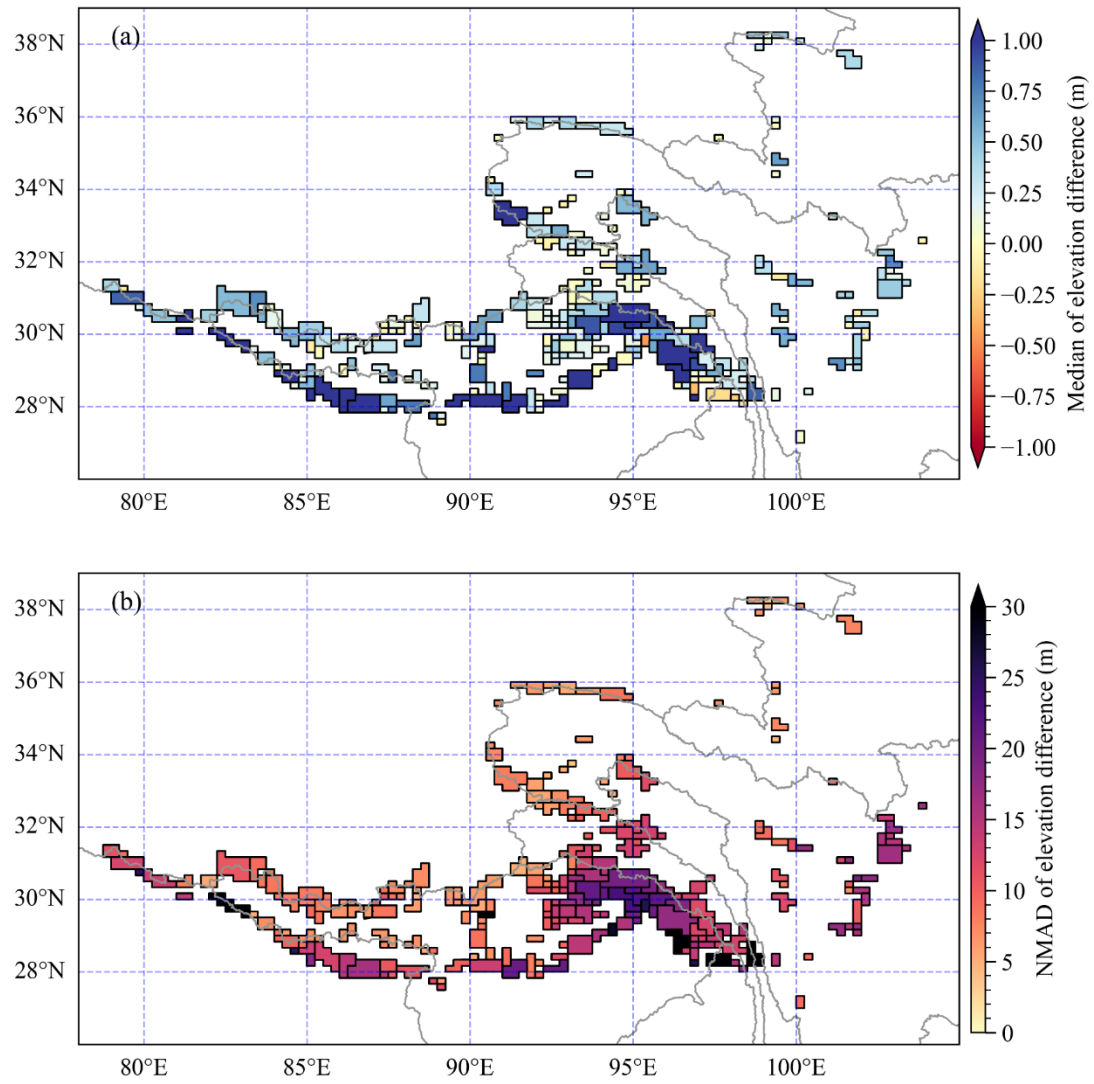 (a)
38°N
36°N
34°N
32°N
30°N
28°N
80°E 85°E 90°E 95°E 100°E
1.00
0.75
0.50
0.25
0.00
−0.25
−0.50
−0.75
−1.00
Median of elevation difference (m)
(b)
38°N
36°N
34°N
32°N
30°N
28°N
80°E 85°E 90°E 95°E 100°E
30
25
20
15
10
5
0
NMAD of elevation difference (m)